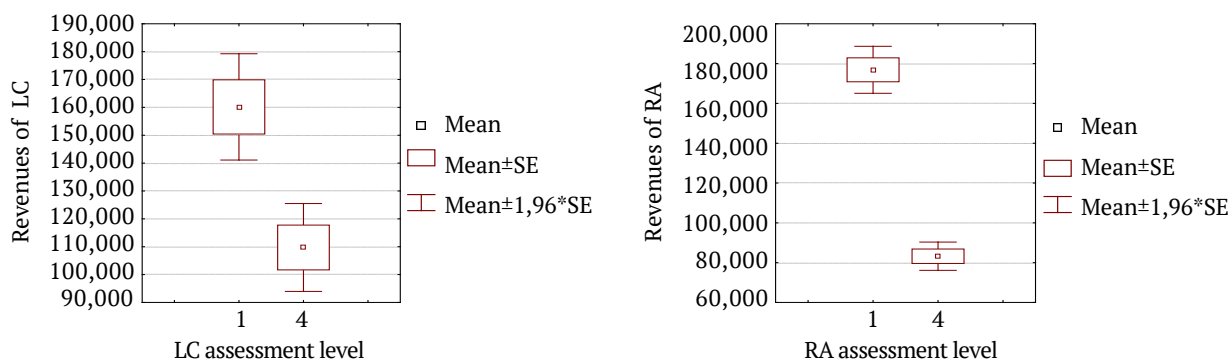 Revenues of LC
190,000
180,000
170,000
160,000
150,000
140,000
130,000
120,000
110,000
100,000
90,000
1 4
LC assessment level
Mean
Mean±SE
Mean±1,96*SE
Revenues of RA
200,000
180,000
160,000
140,000
120,000
100,000
80,000
60,000
1 4
RA assessment level
Mean
Mean±SE
Mean±1,96*SE